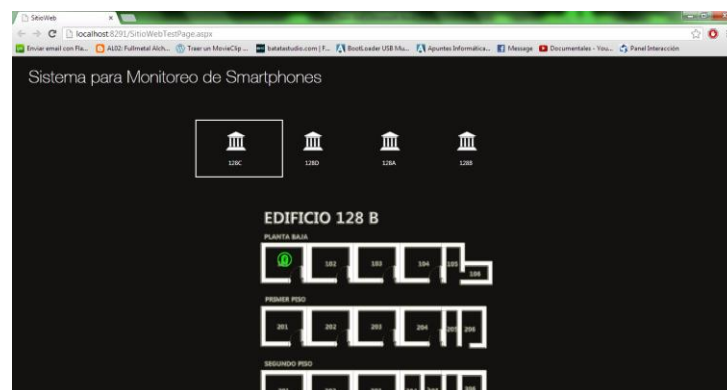 SitioWeb
localhost:8291/SitioWebTestPage.aspx
Enviar email con Fla... AL02: Fullmetal Alch... Traer un MovieClip ... batatastudio.com | F... BootLoader USB Mu... Apuntes Informática... Message Documentales - You... Panel Interacción
Sistema para Monitoreo de Smartphones
128C 128D 128A 128B
EDIFICIO 128 B
PLANTA BAJA
102 103 104 105 106
PRIMER PISO
201 202 203 204 205 206
SEGUNDO PISO